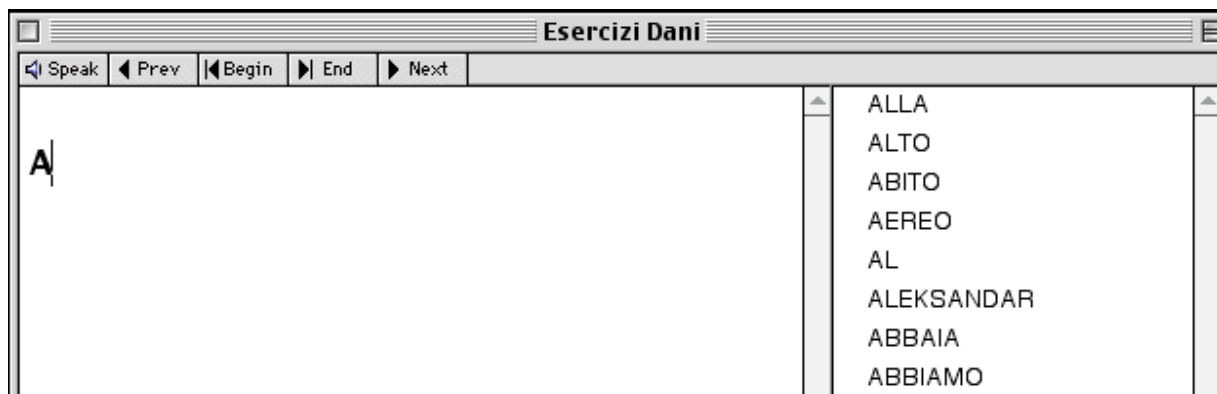 Esercizi Dani
Speak Prev Begin End Next
A
ALLA
ALTO
ABITO
AEREO
AL
ALEKSANDAR
ABBAIA
ABBIAMO